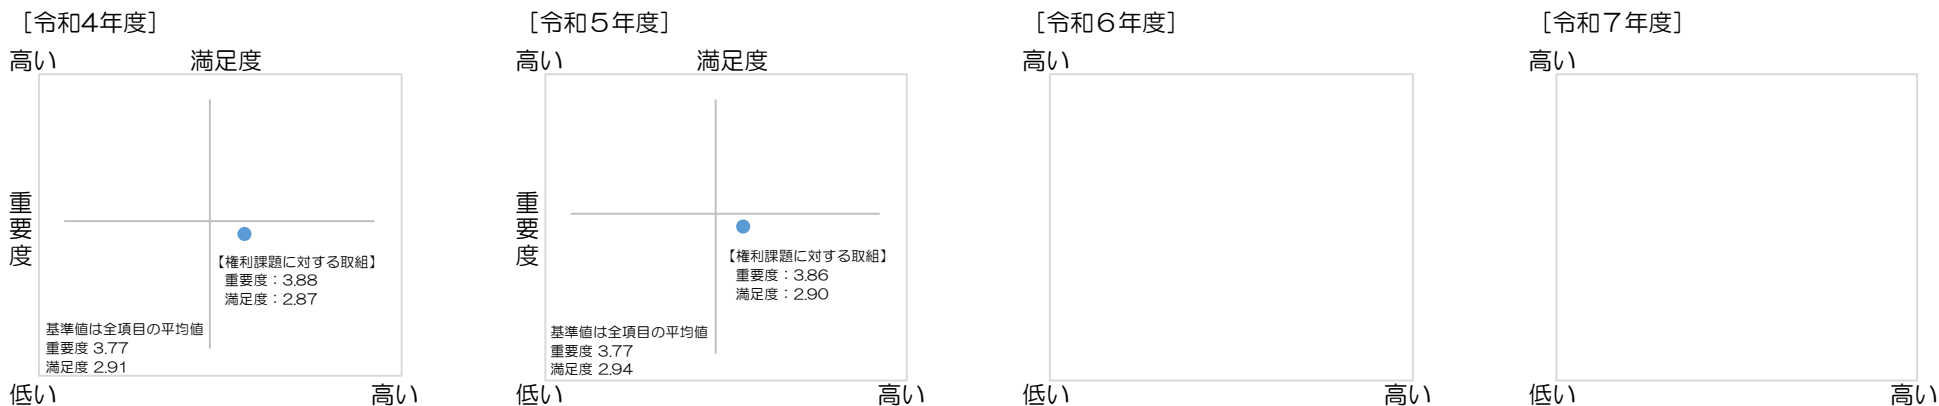 ［令和4年度］
高い
満足度
重要度
【権利課題に対する取組】
重要度：3.88
満足度：2.87
基準値は全項目の平均値
重要度 3.77
満足度 2.91
低い
高い
［令和５年度］
高い
満足度
重要度
【権利課題に対する取組】
重要度：3.86
満足度：2.90
基準値は全項目の平均値
重要度 3.77
満足度 2.94
低い
高い
［令和６年度］
高い
低い
高い
［令和７年度］
高い
低い
高い